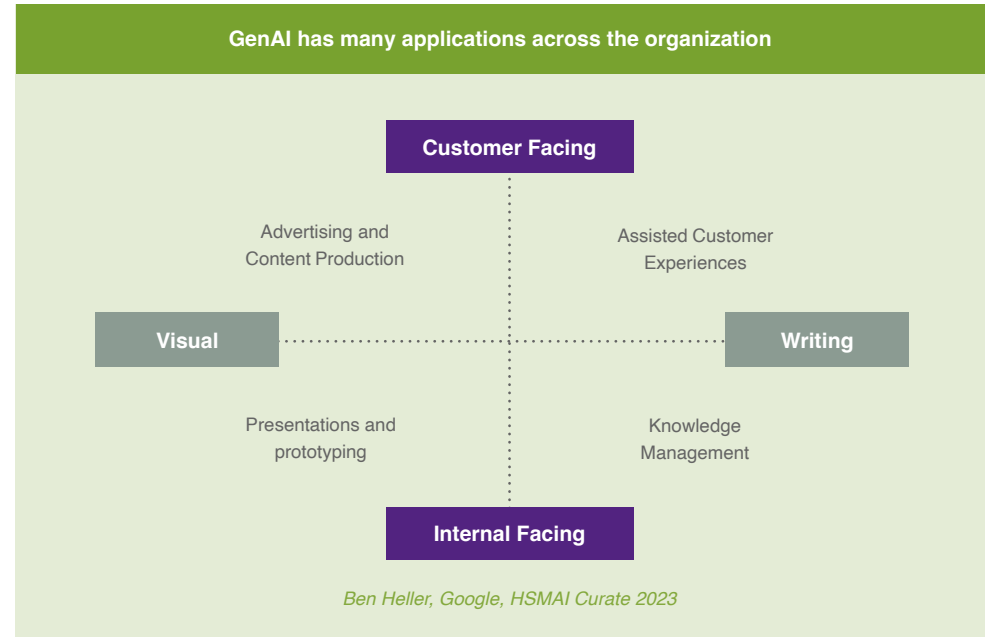 GenAI has many applications across the organization
Customer Facing
Advertising and
Content Production
Assisted Customer
Experiences
Visual
Writing
Presentations and
prototyping
Knowledge
Management
Internal Facing
Ben Heller, Google, HSMAI Curate 2023